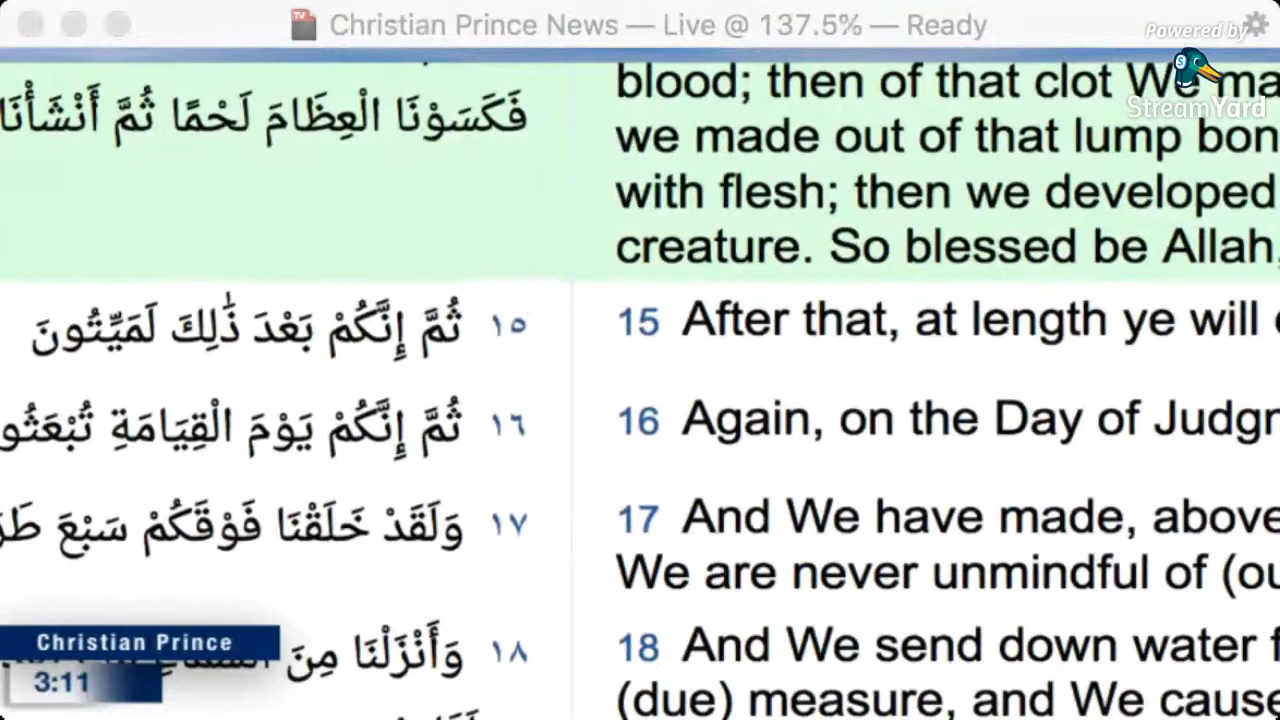 Christian Prince News — Live @ 137.5% — Ready
Powered by
StreamYard
فَكَسَوْنَا الْعِظَامَ لَحْمًا ثُمَّ أَنْشَأْنَا
blood; then of that clot We
we made out of that lump
with flesh; then we developed
creature. So blessed be Allah,
١٥ ثُمَّ إِنَّكُمْ بَعْدَ ذَٰلِكَ لَمَيِّتُونَ
15 After that, at length ye will
١٦ ثُمَّ إِنَّكُمْ يَوْمَ الْقِيَامَةِ
16 Again, on the Day of
١٧ وَلَقَدْ خَلَقْنَا فَوْقَكُمْ سَبْعَ
17 And We have made, above
We are never unmindful of
١٨ وَأَنْزَلْنَا مِنَ
18 And We send down water
(due) measure, and We cause
Christian Prince
3:11